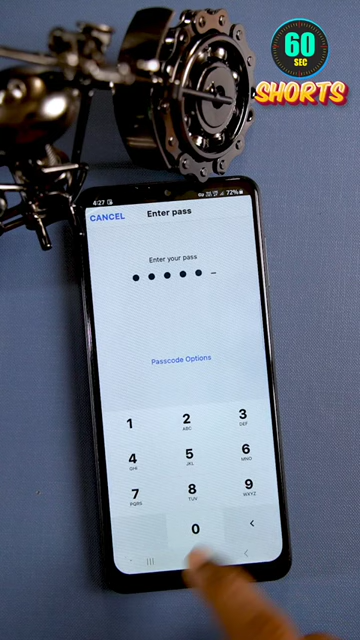 60
SEC
SHORTS
4:27 72%
CANCEL Enter pass
Enter your pass
Passcode Options
1 2 3
ABC DEF
4 5 6
GHI JKL MNO
7 8 9
PQRS TUV WXYZ
0